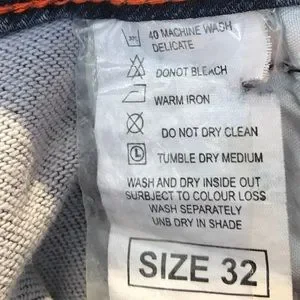 40 MACHINE WASH
DELICATE
DONOT BLEACH
WARM IRON
DO NOT DRY CLEAN
TUMBLE DRY MEDIUM
WASH AND DRY INSIDE OUT
SURBJECT TO COLOUR LOSS
WASH SEPARATELY
UNB DRY IN SHADE
SIZE 32